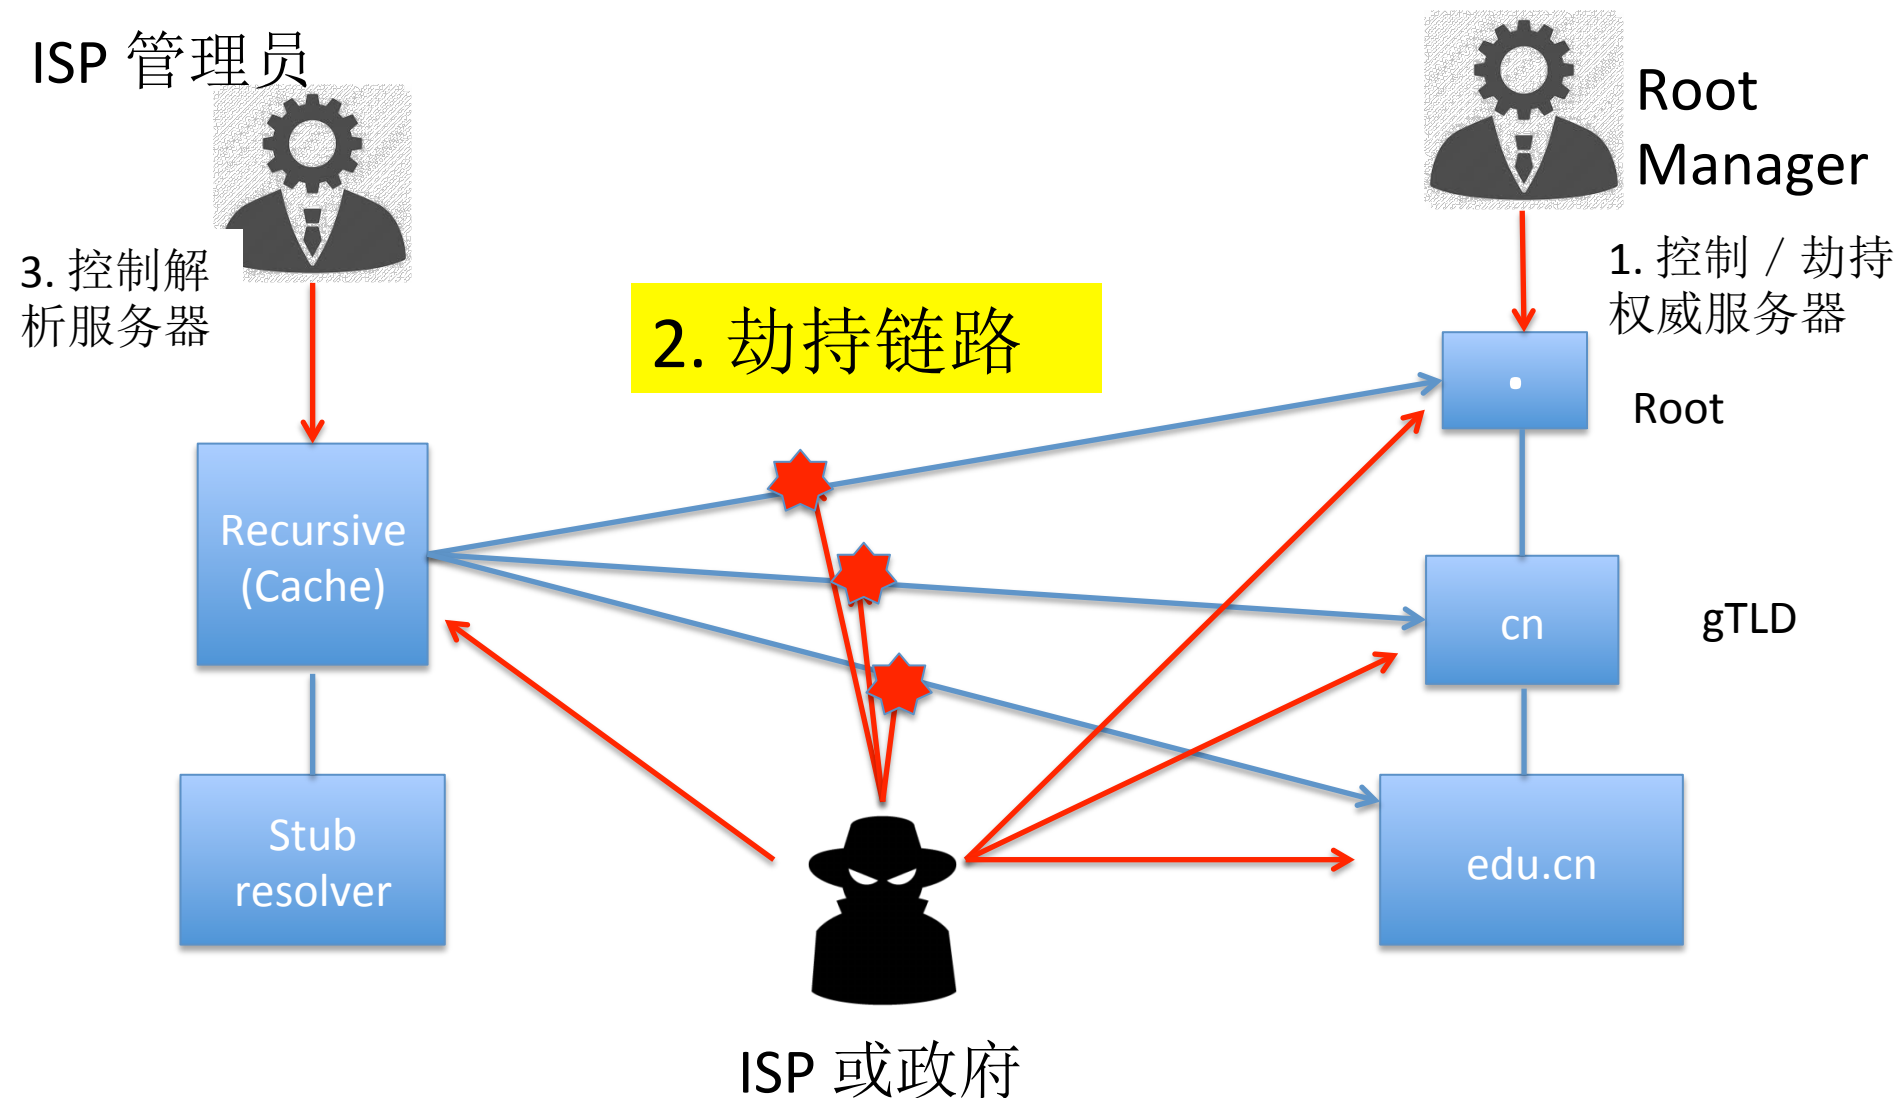 ISP 管理员
Root
Manager
3. 控制解
析服务器
2. 劫持链路
1. 控制 / 劫持
权威服务器
.
Root
Recursive
(Cache)
cn
gTLD
Stub
resolver
edu.cn
ISP 或政府